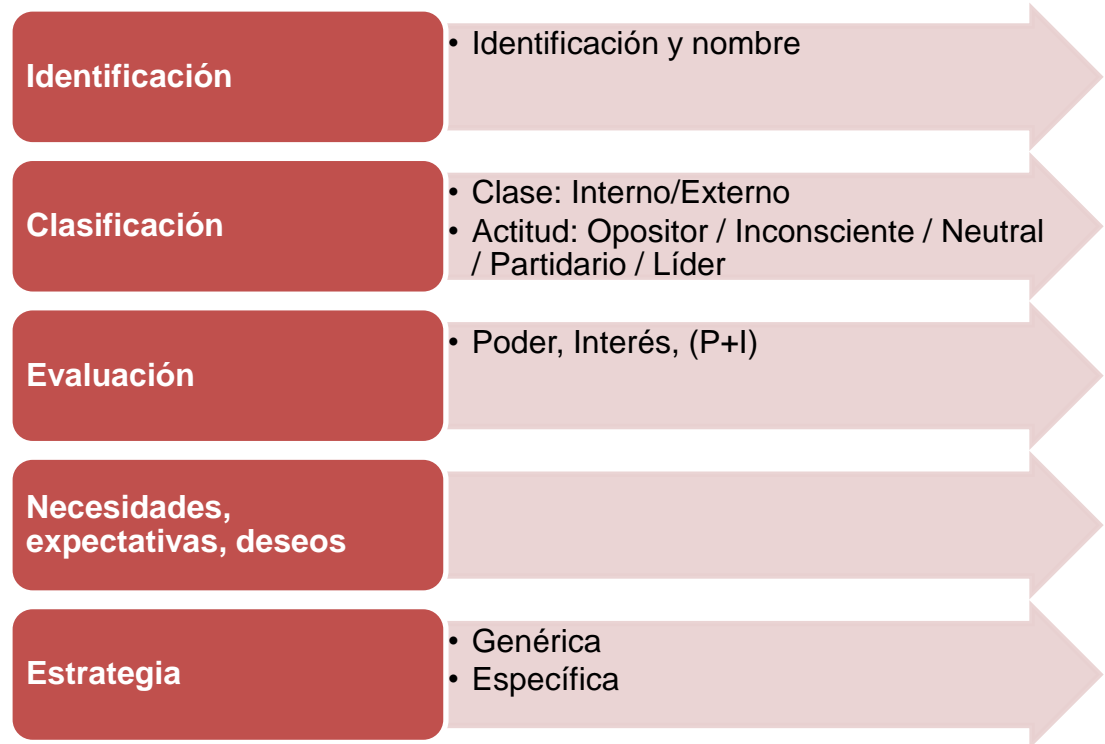 Identificación
• Identificación y nombre
Clasificación
• Clase: Interno/Externo
• Actitud: Opositor / Inconsciente / Neutral
/ Partidario / Líder
Evaluación
• Poder, Interés, (P+I)
Necesidades,
expectativas, deseos
Estrategia
• Genérica
• Específica